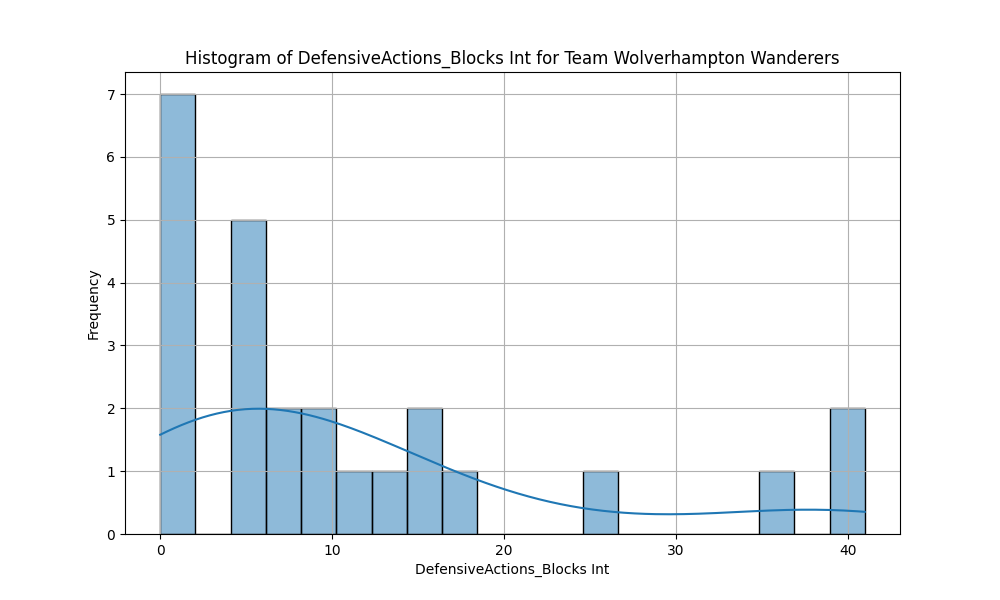 Histogram of DefensiveActions_Blocks Int for Team Wolverhampton Wanderers
7
6
5
4
3
2
1
0
Frequency
0 10 20 30 40
DefensiveActions_Blocks Int